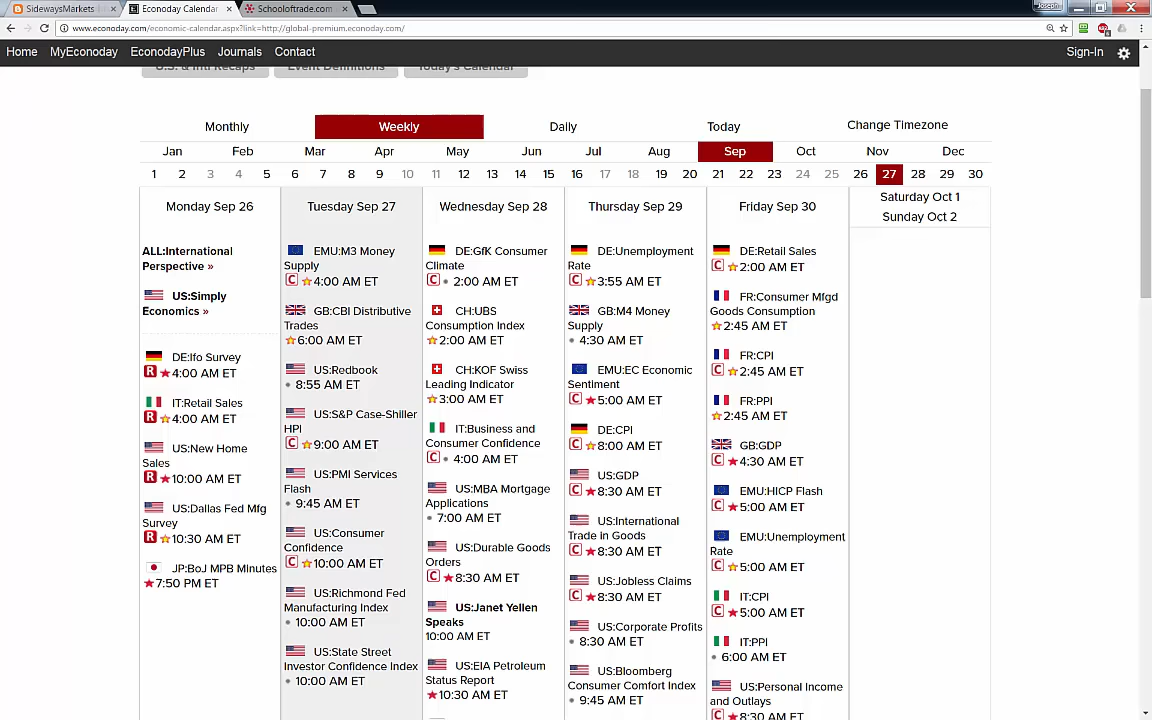 SidewaysMarkets
Econoday Calendar
Schooloftrade.com
Joseph
www.econoday.com/economic-calendar.aspx?link=http://global-premium.econoday.com/
Home MyEconoday EconodayPlus Journals Contact Sign-In
U.S. & Intl Recaps Event Definitions Today's Calendar
Monthly Weekly Daily Today Change Timezone
Jan Feb Mar Apr May Jun Jul Aug Sep Oct Nov Dec
1 2 3 4 5 6 7 8 9 10 11 12 13 14 15 16 17 18 19 20 21 22 23 24 25 26 27 28 29 30
Monday Sep 26
ALL:International
Perspective »
US:Simply
Economics »
DE:Ifo Survey
R 4:00 AM ET
IT:Retail Sales
R 4:00 AM ET
US:New Home
Sales
R 10:00 AM ET
US:Dallas Fed Mfg
Survey
R 10:30 AM ET
JP:BoJ MPB Minutes
7:50 PM ET
Tuesday Sep 27
EMU:M3 Money
Supply
C 4:00 AM ET
GB:CBI Distributive
Trades
6:00 AM ET
US:Redbook
8:55 AM ET
US:S&P Case-Shiller
HPI
C 9:00 AM ET
US:PMI Services
Flash
9:45 AM ET
US:Consumer
Confidence
C 10:00 AM ET
US:Richmond Fed
Manufacturing Index
10:00 AM ET
US:State Street
Investor Confidence Index
10:00 AM ET
Wednesday Sep 28
DE:GfK Consumer
Climate
C 2:00 AM ET
CH:UBS
Consumption Index
2:00 AM ET
CH:KOF Swiss
Leading Indicator
3:00 AM ET
IT:Business and
Consumer Confidence
C 4:00 AM ET
US:MBA Mortgage
Applications
7:00 AM ET
US:Durable Goods
Orders
C 8:30 AM ET
US:Janet Yellen
Speaks
10:00 AM ET
US:EIA Petroleum
Status Report
10:30 AM ET
Thursday Sep 29
DE:Unemployment
Rate
C 3:55 AM ET
GB:M4 Money
Supply
4:30 AM ET
EMU:EC Economic
Sentiment
C 5:00 AM ET
DE:CPI
C 8:00 AM ET
US:GDP
C 8:30 AM ET
US:International
Trade in Goods
C 8:30 AM ET
US:Jobless Claims
C 8:30 AM ET
US:Corporate Profits
8:30 AM ET
US:Bloomberg
Consumer Comfort Index
9:45 AM ET
Friday Sep 30
DE:Retail Sales
C 2:00 AM ET
FR:Consumer Mfgd
Goods Consumption
2:45 AM ET
FR:CPI
C 2:45 AM ET
FR:PPI
2:45 AM ET
GB:GDP
C 4:30 AM ET
EMU:HICP Flash
C 5:00 AM ET
EMU:Unemployment
Rate
C 5:00 AM ET
IT:CPI
C 5:00 AM ET
IT:PPI
6:00 AM ET
US:Personal Income
and Outlays
C 8:30 AM ET
Saturday Oct 1
Sunday Oct 2